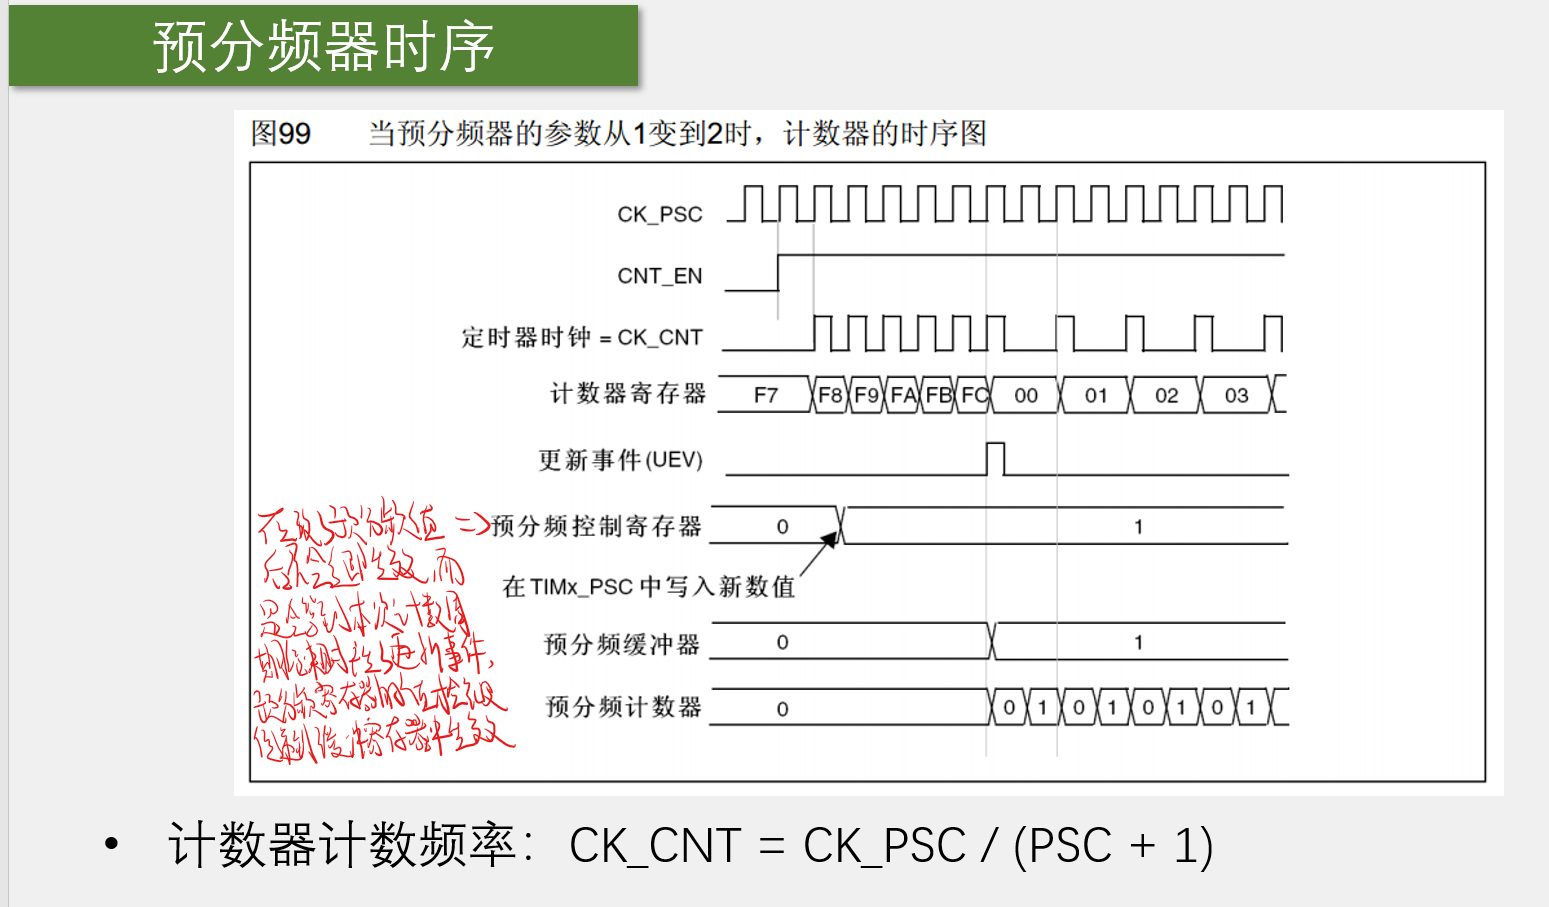 预分频器时序
图99 当预分频器的参数从1变到2时，计数器的时序图
CK_PSC
CNT_EN
定时器时钟 = CK_CNT
计数器寄存器 F7 F8 F9 FA FB FC 00 01 02 03
更新事件(UEV)
在改与预分频值 =>
预分频控制寄存器 0 1
后不会立即生效,而
在 TIMx_PSC 中写入新数值
是会等到本次计数周
预分频缓冲器 0 1
期结束时产生更新事件,
预分频寄存器的值才会被
预分频计数器 0 0 1 0 1 0 1 0 1
缓冲寄存器中生效
• 计数器计数频率：CK_CNT = CK_PSC / (PSC + 1)